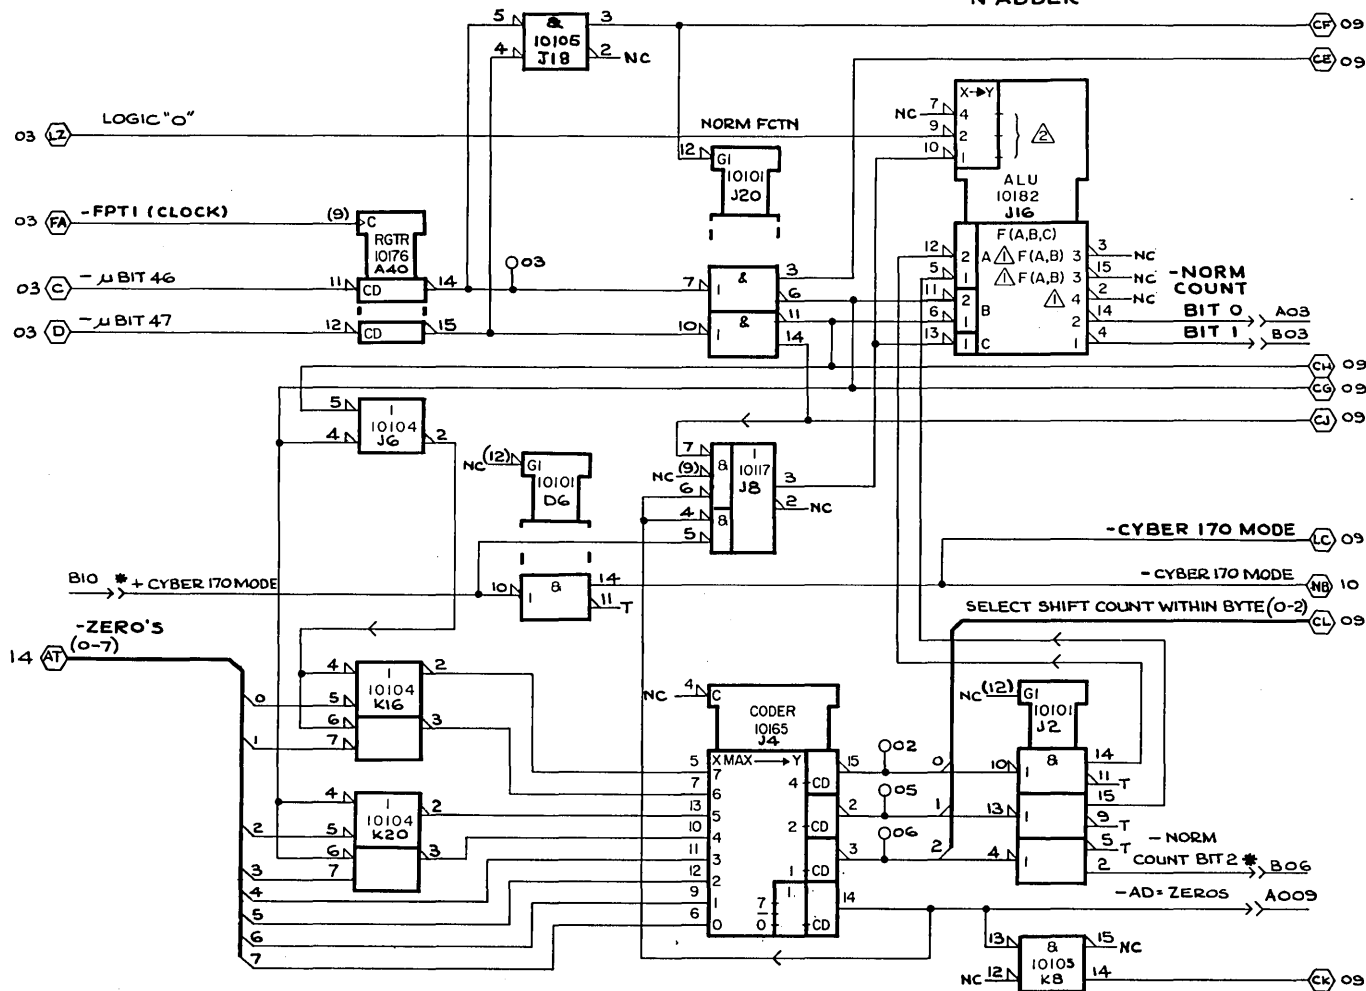 N ADDER
5 & 3 CF 09
10105
4 J18 2 NC
CE 09
X→Y
NC 7 4
03 LZ LOGIC "O" NORM FCTN 9 2 2
12 G1 10 1
10101 ALU
J20 10182
J16
03 FA -FPT1 (CLOCK) (9) C
RGTR F(A,B,C)
10176 12 2 A 1 F(A,B) 3 3 NC
A40 03 3 5 1 1 F(A,B) 3 15 NC -NORM
03 C -μBIT 46 11 CD 14 7 1 & 6 11 2 B 1 4 2 NC COUNT
& 11 6 1 2 14 BIT 0 A03
03 D -μBIT 47 12 CD 15 10 1 14 13 1 C 1 4 BIT 1 B03
CH 09
CG 09
5 1 CJ 09
10104
4 J6 2 7 & 1
NC (12) G1 NC (9) 10117
10101 6 J8 3
D6 4 & 2 NC
5
-CYBER 170 MODE LC 09
B10 * + CYBER 170 MODE 10 1 & 14 -CYBER 170 MODE NB 10
11 T
SELECT SHIFT COUNT WITHIN BYTE (0-2) CL 09
-ZERO'S
14 AT (0-7)
4 1 2 NC 4 C NC (12) G1
0 5 10104 CODER 10101
K16 10165 J2
6 3 J4
1 7 02
5 7 X MAX → Y 4 CD 15 0 10 1 & 14
7 6 11 T
4 1 2 13 5 05 15
2 5 10104 10 4 2 CD 2 1 13 1 9 T
K20 06 5 T - NORM
6 3 11 3 1 CD 3 2 4 1 2 COUNT BIT 2 * B06
3 7 12 2
4 9 1 7 1 14 -AD=ZEROS A009
5 6 0 0 CD
6 13 & 15 NC
7 10105
NC 12 K8 14 CK 09